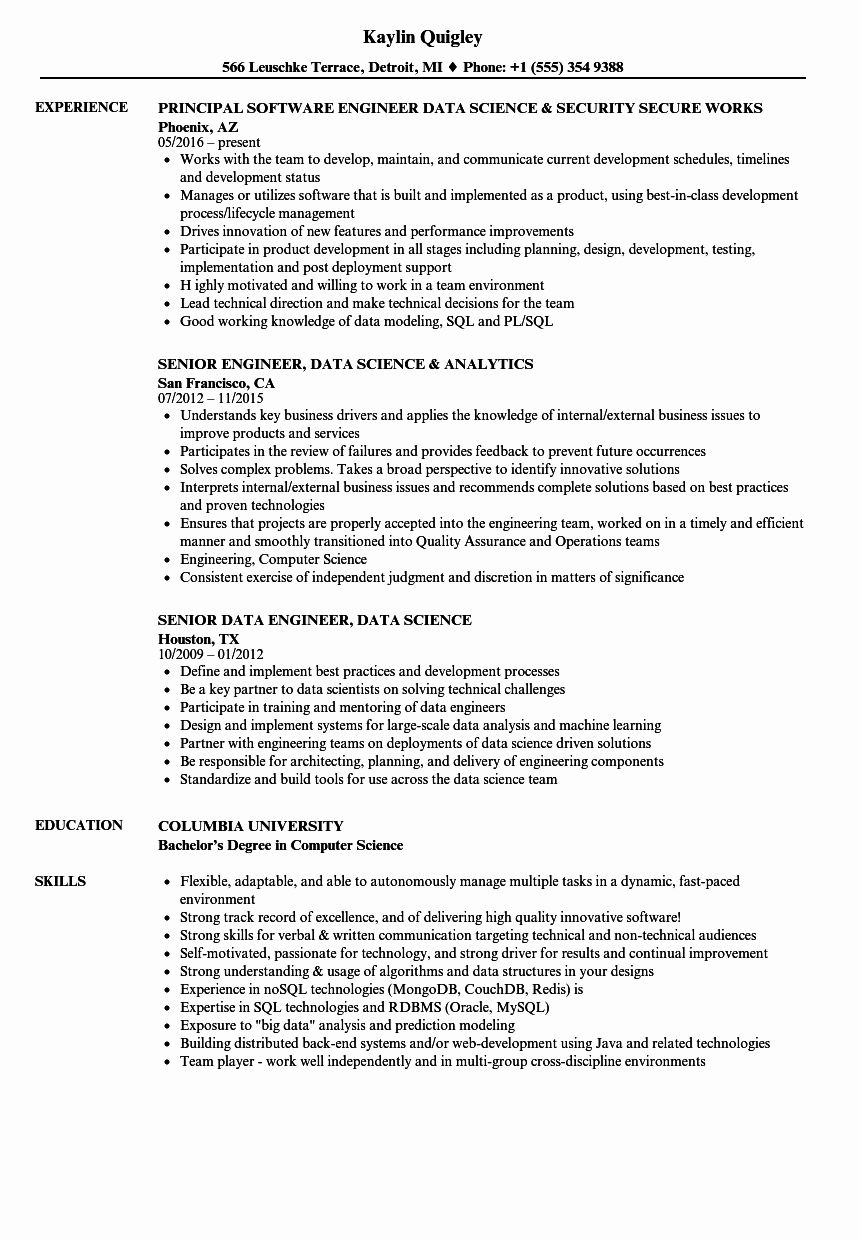 Kaylin Quigley
566 Leuschke Terrace, Detroit, MI ♦ Phone: +1 (555) 354 9388
EXPERIENCE
PRINCIPAL SOFTWARE ENGINEER DATA SCIENCE & SECURITY SECURE WORKS
Phoenix, AZ
05/2016 – present
• Works with the team to develop, maintain, and communicate current development schedules, timelines
and development status
• Manages or utilizes software that is built and implemented as a product, using best-in-class development
process/lifecycle management
• Drives innovation of new features and performance improvements
• Participate in product development in all stages including planning, design, development, testing,
implementation and post deployment support
• H ighly motivated and willing to work in a team environment
• Lead technical direction and make technical decisions for the team
• Good working knowledge of data modeling, SQL and PL/SQL
SENIOR ENGINEER, DATA SCIENCE & ANALYTICS
San Francisco, CA
07/2012 – 11/2015
• Understands key business drivers and applies the knowledge of internal/external business issues to
improve products and services
• Participates in the review of failures and provides feedback to prevent future occurrences
• Solves complex problems. Takes a broad perspective to identify innovative solutions
• Interprets internal/external business issues and recommends complete solutions based on best practices
and proven technologies
• Ensures that projects are properly accepted into the engineering team, worked on in a timely and efficient
manner and smoothly transitioned into Quality Assurance and Operations teams
• Engineering, Computer Science
• Consistent exercise of independent judgment and discretion in matters of significance
SENIOR DATA ENGINEER, DATA SCIENCE
Houston, TX
10/2009 – 01/2012
• Define and implement best practices and development processes
• Be a key partner to data scientists on solving technical challenges
• Participate in training and mentoring of data engineers
• Design and implement systems for large-scale data analysis and machine learning
• Partner with engineering teams on deployments of data science driven solutions
• Be responsible for architecting, planning, and delivery of engineering components
• Standardize and build tools for use across the data science team
EDUCATION
COLUMBIA UNIVERSITY
Bachelor's Degree in Computer Science
SKILLS
• Flexible, adaptable, and able to autonomously manage multiple tasks in a dynamic, fast-paced
environment
• Strong track record of excellence, and of delivering high quality innovative software!
• Strong skills for verbal & written communication targeting technical and non-technical audiences
• Self-motivated, passionate for technology, and strong driver for results and continual improvement
• Strong understanding & usage of algorithms and data structures in your designs
• Experience in noSQL technologies (MongoDB, CouchDB, Redis) is
• Expertise in SQL technologies and RDBMS (Oracle, MySQL)
• Exposure to "big data" analysis and prediction modeling
• Building distributed back-end systems and/or web-development using Java and related technologies
• Team player - work well independently and in multi-group cross-discipline environments